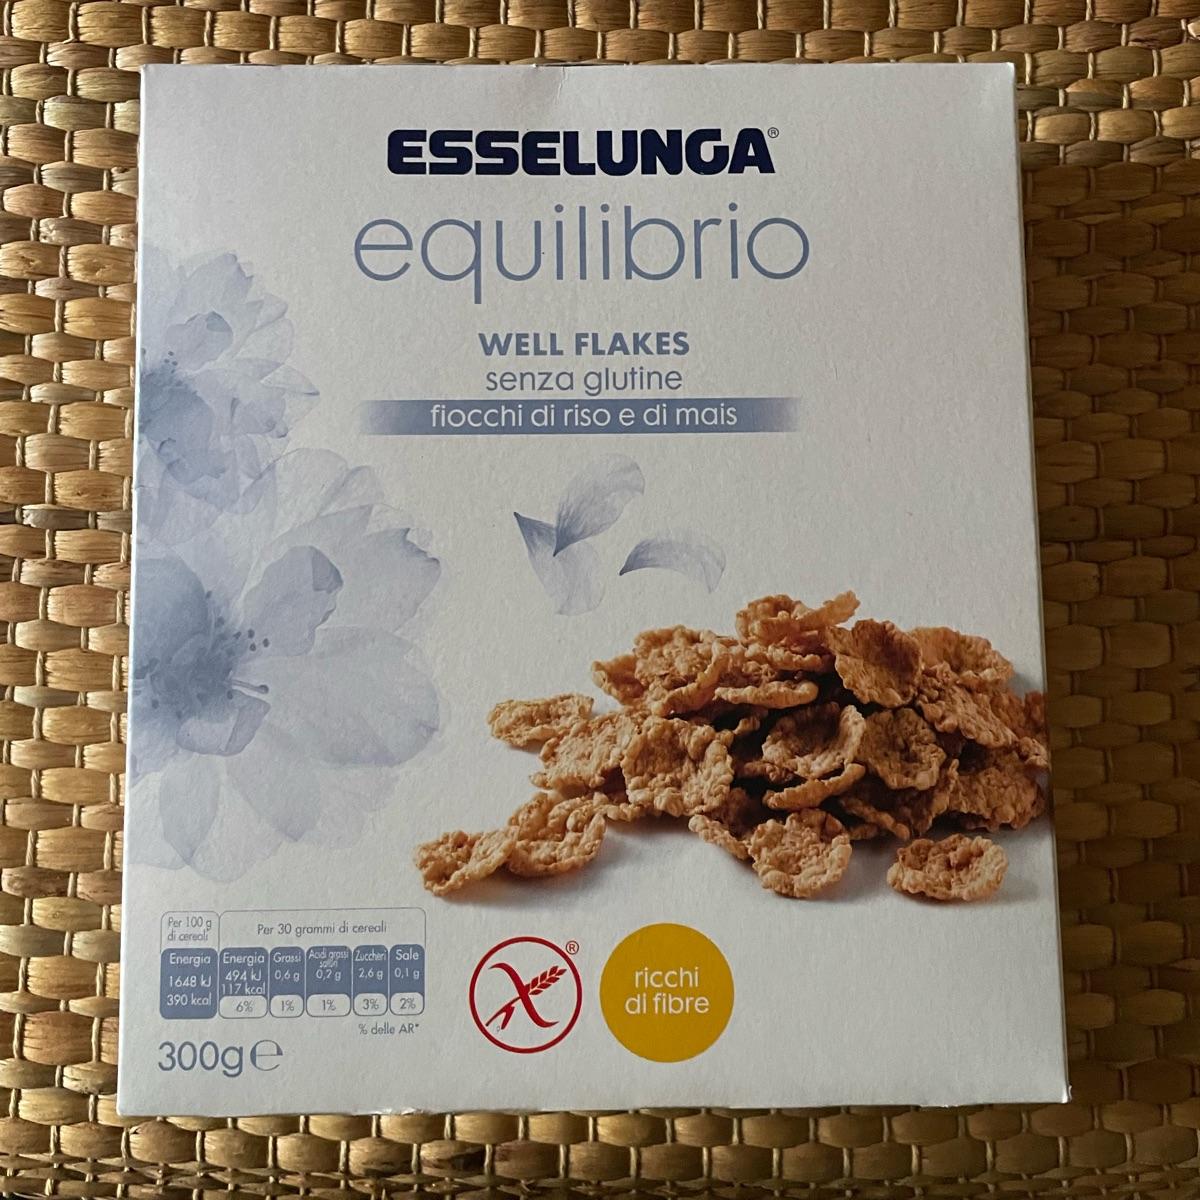 ESSELUNGA®
equilibrio
WELL FLAKES
senza glutine
fiocchi di riso e di mais
Per 100 g
di cereali
Per 30 grammi di cereali
Energia
1648 kJ
390 kcal
Energia
494 kJ
117 kcal
6%
Grassi
0,6 g
1%
Acidi grassi
saturi
0,2 g
1%
Zuccheri
2,6 g
3%
Sale
0,1 g
2%
% delle AR*
300g℮
®
ricchi
di fibre